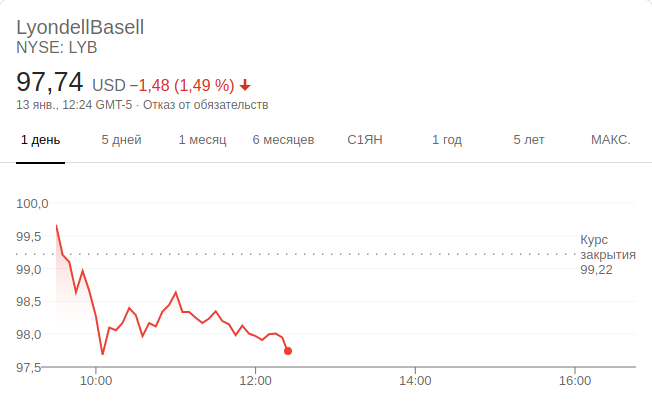 LyondellBasell
NYSE: LYB
97,74 USD −1,48 (1,49 %)
13 янв., 12:24 GMT-5 · Отказ от обязательств
1 день 5 дней 1 месяц 6 месяцев С1ЯН 1 год 5 лет МАКС.
100,0
99,5
99,0
98,5
98,0
97,5
Курс
закрытия
99,22
10:00 12:00 14:00 16:00